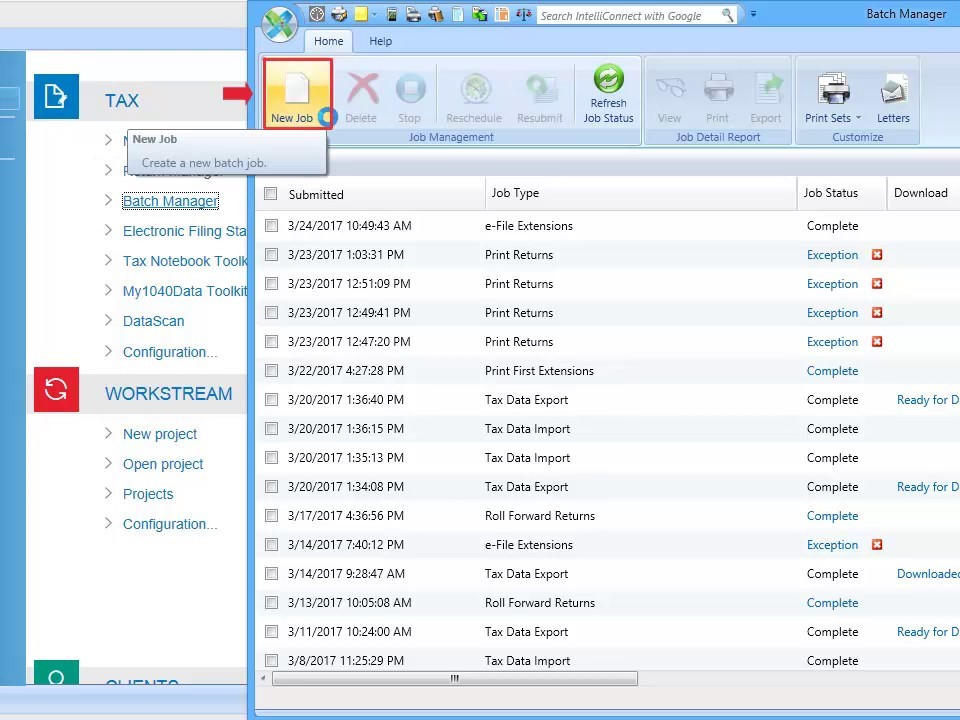 Search IntelliConnect with Google
Batch Manager
Home
Help
New Job
Delete
Stop
Reschedule
Resubmit
Refresh
Job Status
View
Print
Export
Print Sets
Letters
Job Management
Job Detail Report
Customize
New Job
Create a new batch job.
TAX
Batch Manager
Electronic Filing Sta
Tax Notebook Toolk
My1040Data Toolkit
DataScan
Configuration...
WORKSTREAM
New project
Open project
Projects
Configuration...
CLIENTS
Submitted Job Type Job Status Download
3/24/2017 10:49:43 AM e-File Extensions Complete
3/23/2017 1:03:31 PM Print Returns Exception
3/23/2017 12:51:09 PM Print Returns Exception
3/23/2017 12:49:41 PM Print Returns Exception
3/23/2017 12:47:20 PM Print Returns Exception
3/22/2017 4:27:28 PM Print First Extensions Complete
3/20/2017 1:36:40 PM Tax Data Export Complete Ready for D
3/20/2017 1:36:15 PM Tax Data Import Complete
3/20/2017 1:35:13 PM Tax Data Import Complete
3/20/2017 1:34:08 PM Tax Data Export Complete Ready for D
3/17/2017 4:36:56 PM Roll Forward Returns Complete
3/14/2017 7:40:12 PM e-File Extensions Exception
3/14/2017 9:28:47 AM Tax Data Export Complete Downloaded
3/13/2017 10:05:08 AM Roll Forward Returns Complete
3/11/2017 10:24:00 AM Tax Data Export Complete Ready for D
3/8/2017 11:25:29 PM Tax Data Import Complete